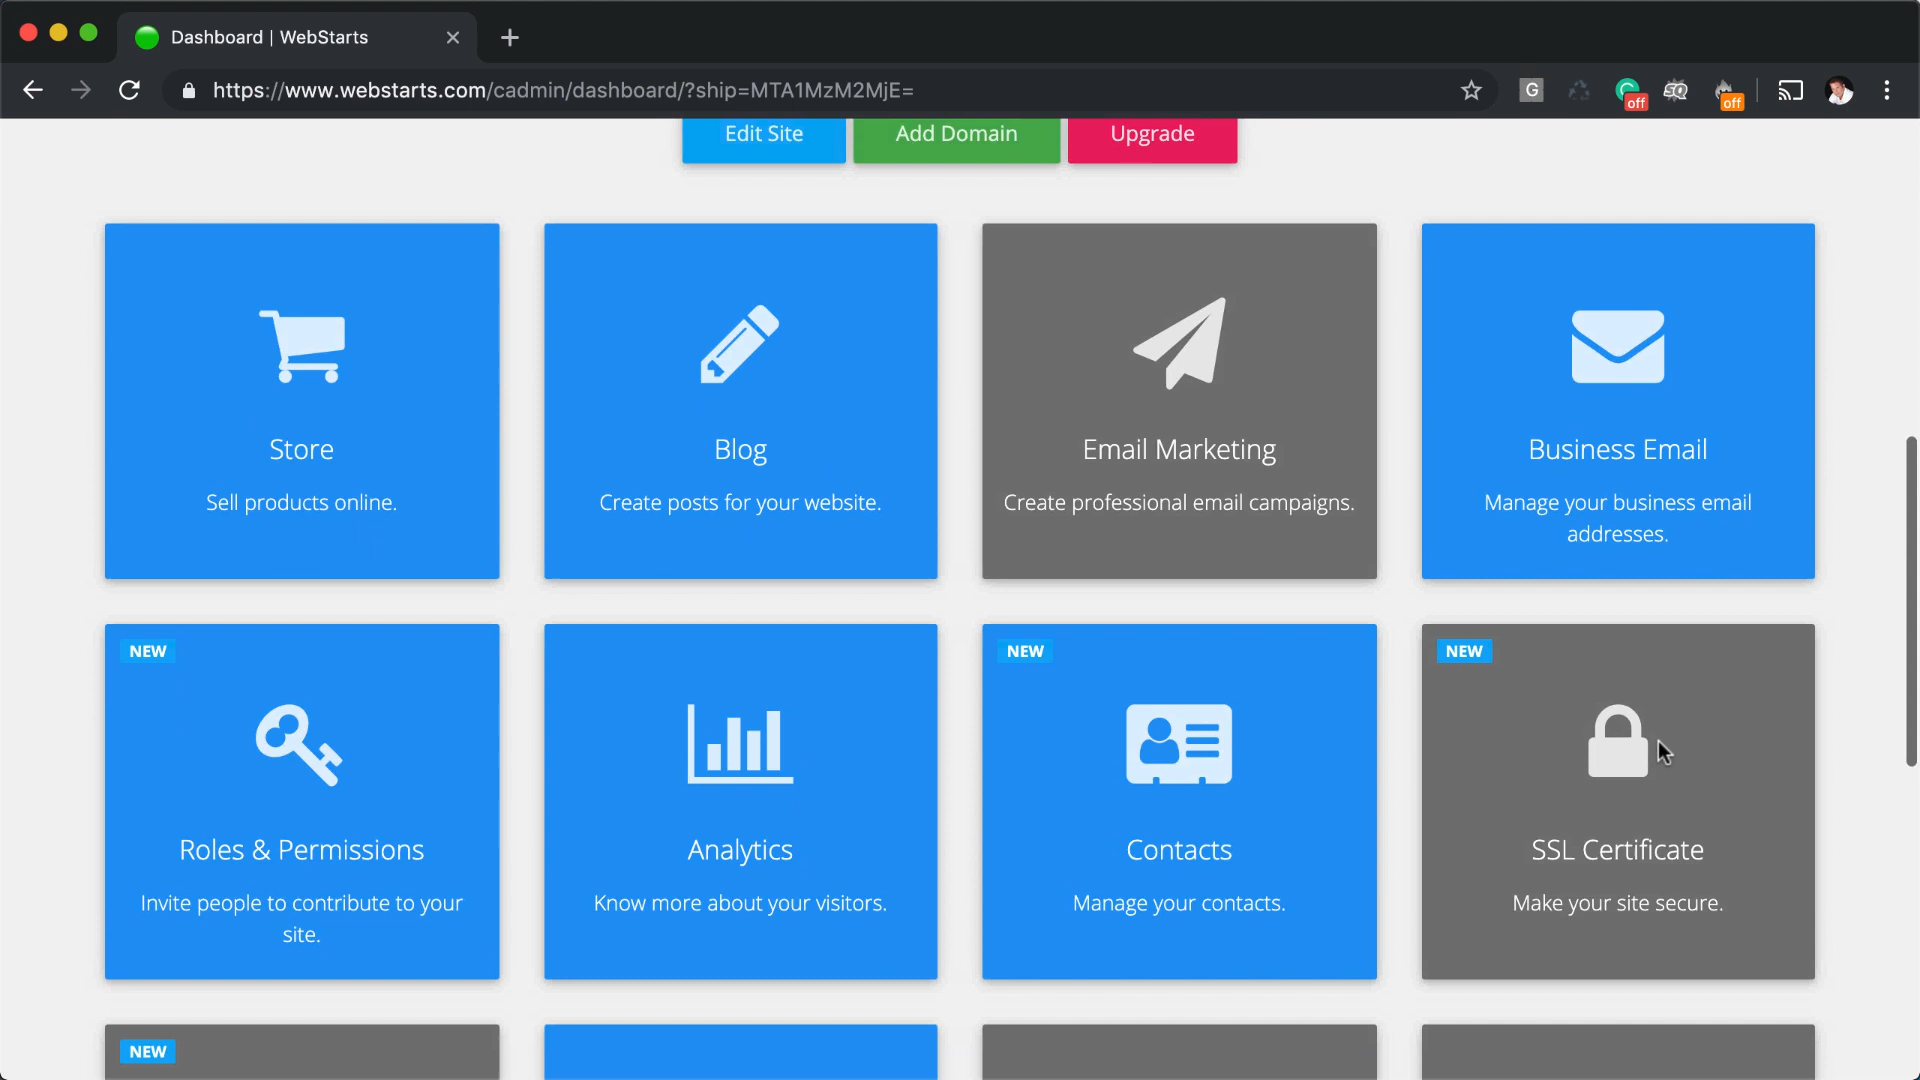 Dashboard | WebStarts
https://www.webstarts.com/cadmin/dashboard/?ship=MTA1MzM2MjE=
G
off
SQ
off
Edit Site
Add Domain
Upgrade
Store
Sell products online.
Blog
Create posts for your website.
Email Marketing
Create professional email campaigns.
Business Email
Manage your business email
addresses.
NEW
Roles & Permissions
Invite people to contribute to your
site.
Analytics
Know more about your visitors.
NEW
Contacts
Manage your contacts.
NEW
SSL Certificate
Make your site secure.
NEW